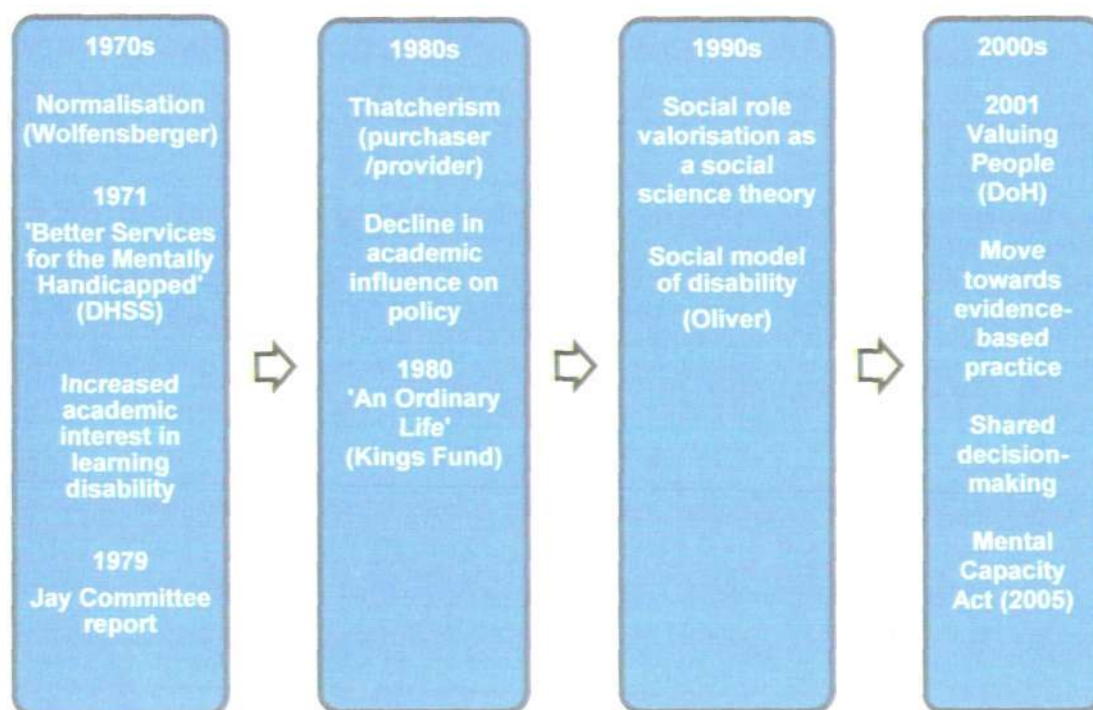 1970s
Normalisation
(Wolfensberger)
1971
'Better Services
for the Mentally
Handicapped'
(DHSS)
Increased
academic
interest in
learning
disability
1979
Jay Committee
report
1980s
Thatcherism
(purchaser
/provider)
Decline in
academic
influence on
policy
1980
'An Ordinary
Life'
(Kings Fund)
1990s
Social role
valorisation as
a social
science theory
Social model
of disability
(Oliver)
2000s
2001
Valuing
People
(DoH)
Move
towards
evidence-
based
practice
Shared
decision-
making
Mental
Capacity
Act (2005)